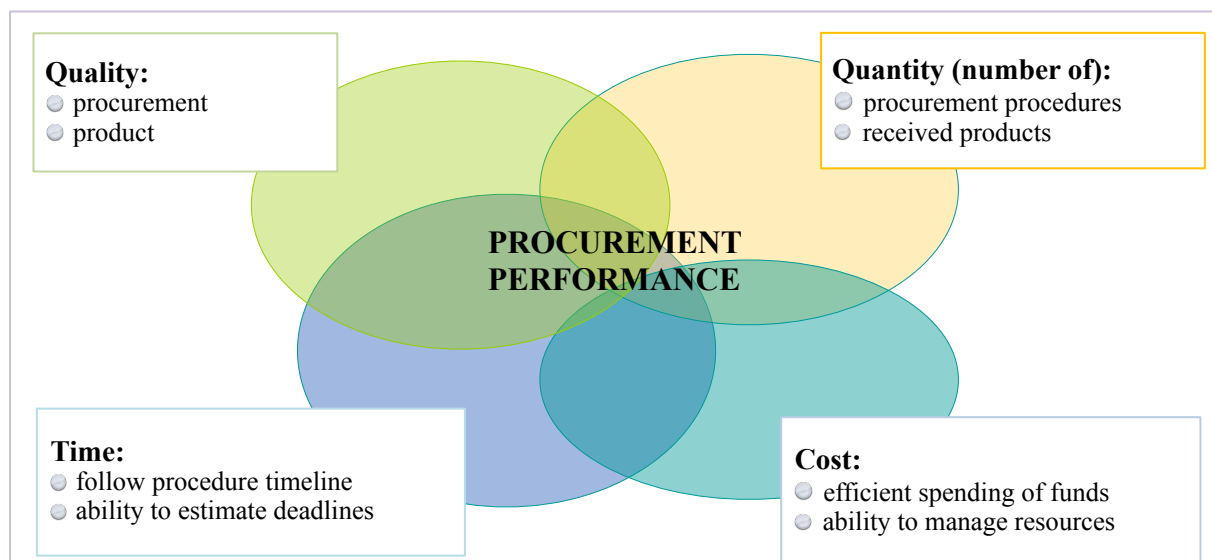 Quality:
procurement
product
Quantity (number of):
procurement procedures
received products
PROCUREMENT
PERFORMANCE
Time:
follow procedure timeline
ability to estimate deadlines
Cost:
efficient spending of funds
ability to manage resources